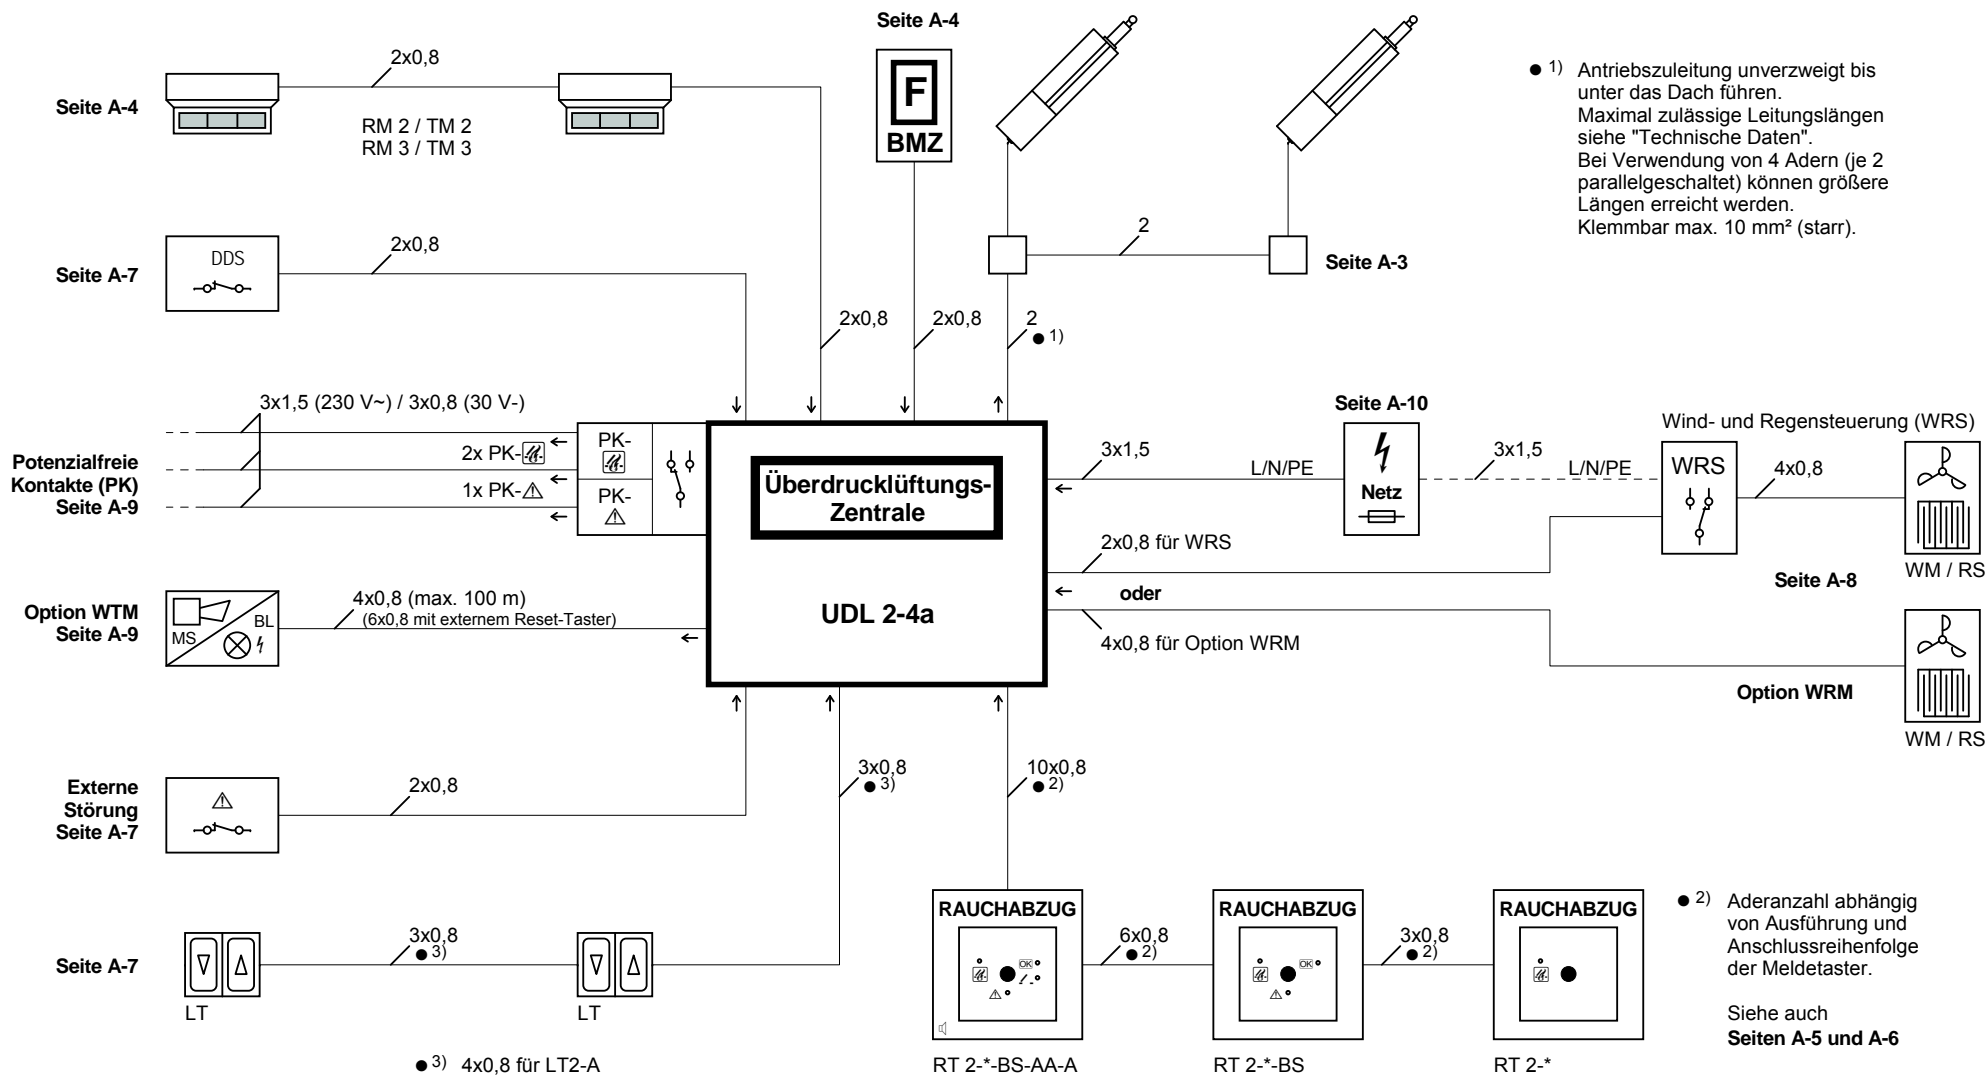 Seite A-4
2x0,8
Seite A-4
RM 2 / TM 2
RM 3 / TM 3
F
BMZ
● 1) Antriebszuleitung unverzweigt bis
unter das Dach führen.
Maximal zulässige Leitungslängen
siehe "Technische Daten".
Bei Verwendung von 4 Adern (je 2
parallelgeschaltet) können größere
Längen erreicht werden.
Klemmbar max. 10 mm² (starr).
Seite A-7
DDS
2x0,8
2
Seite A-3
2x0,8
2x0,8
2
● 1)
3x1,5 (230 V~) / 3x0,8 (30 V-)
Potenzialfreie
Kontakte (PK)
Seite A-9
2x PK-
1x PK-⚠
PK-
PK-
⚠
Überdrucklüftungs-
Zentrale
UDL 2-4a
Seite A-10
3x1,5
L/N/PE
Netz
3x1,5
L/N/PE
Wind- und Regensteuerung (WRS)
WRS
4x0,8
WM / RS
2x0,8 für WRS
Seite A-8
oder
4x0,8 für Option WRM
Option WRM
WM / RS
Option WTM
Seite A-9
MS
BL
4x0,8 (max. 100 m)
(6x0,8 mit externem Reset-Taster)
Externe
Störung
Seite A-7
⚠
2x0,8
3x0,8
● 3)
10x0,8
● 2)
Seite A-7
LT
3x0,8
● 3)
LT
RAUCHABZUG
OK
⚠
6x0,8
● 2)
RAUCHABZUG
OK
⚠
3x0,8
● 2)
RAUCHABZUG
● 2) Aderanzahl abhängig
von Ausführung und
Anschlussreihenfolge
der Meldetaster.
Siehe auch
Seiten A-5 und A-6
● 3) 4x0,8 für LT2-A
RT 2-*-BS-AA-A
RT 2-*-BS
RT 2-*